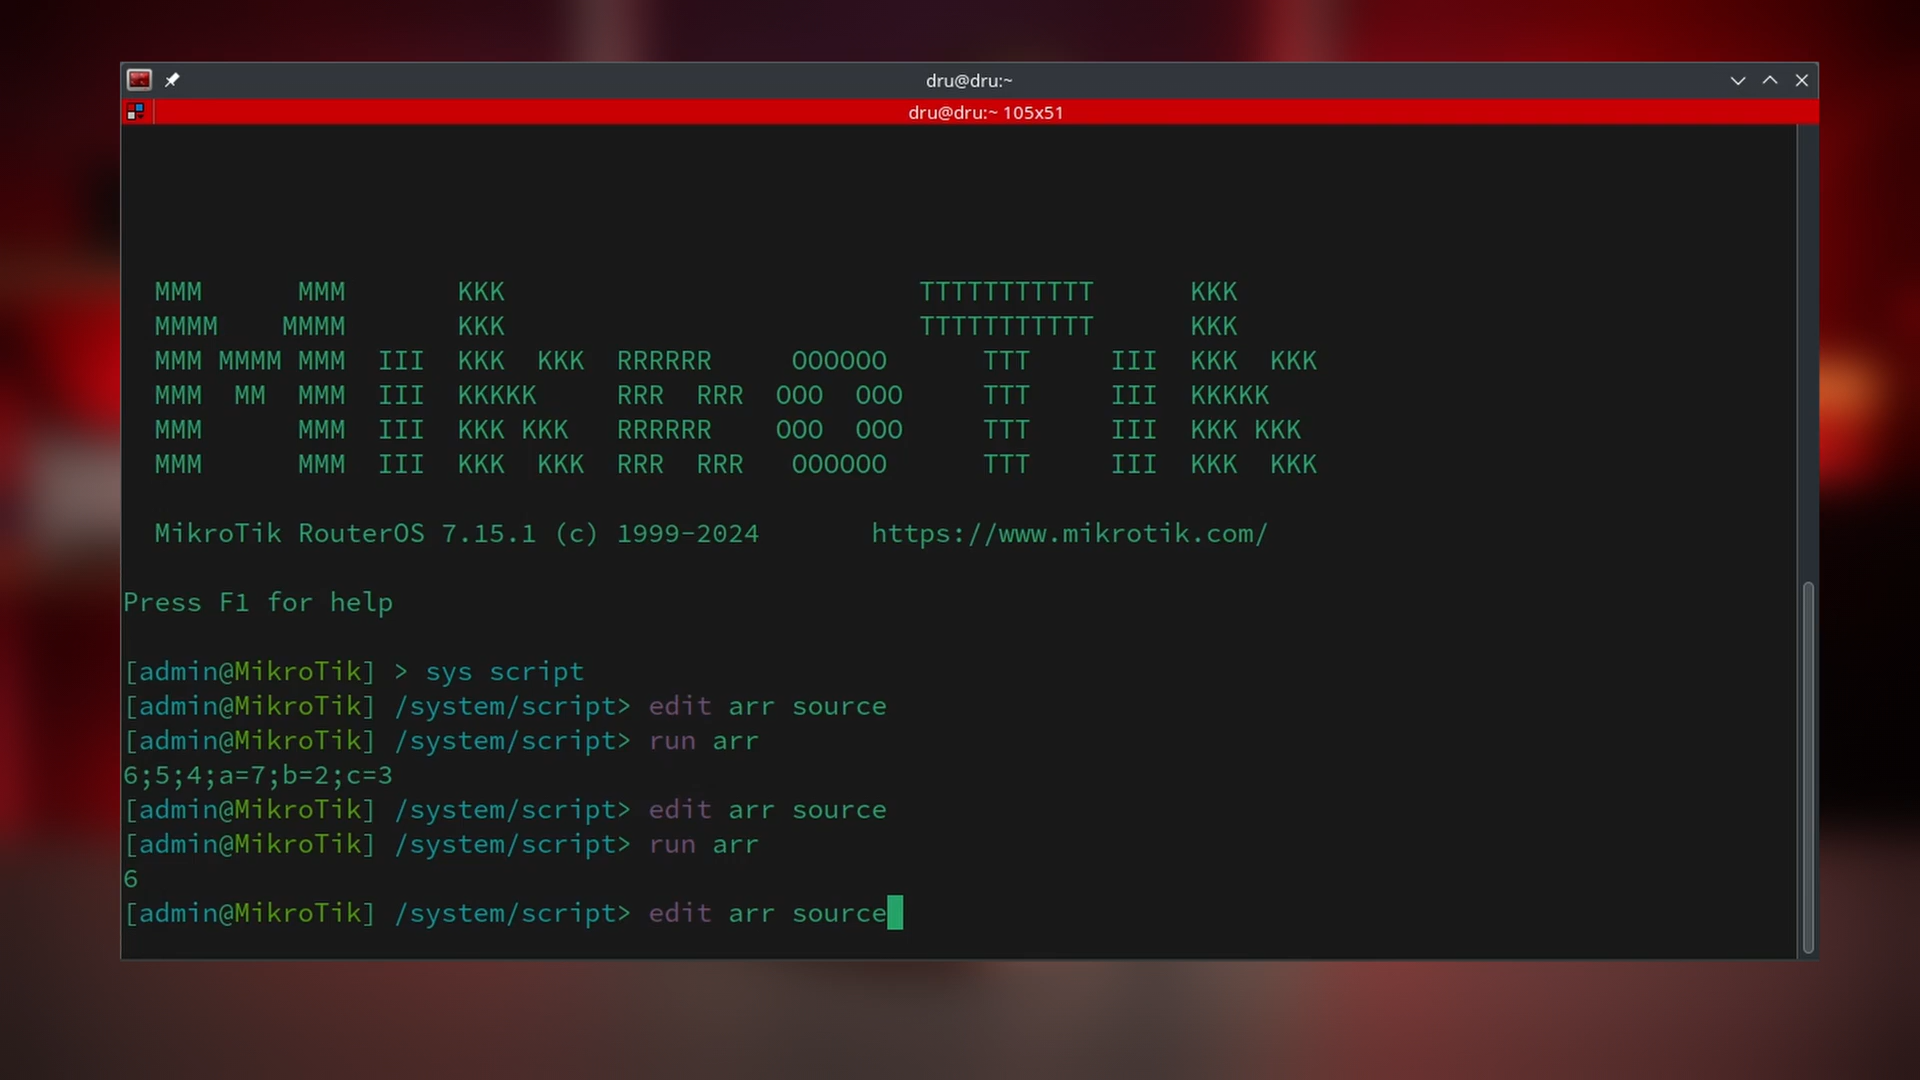 dru@dru:~
dru@dru:~ 105x51
  MMM      MMM       KKK                          TTTTTTTTTTT      KKK
  MMMM    MMMM       KKK                          TTTTTTTTTTT      KKK
  MMM MMMM MMM  III  KKK  KKK  RRRRRR     OOOOOO      TTT     III  KKK  KKK
  MMM  MM  MMM  III  KKKKK     RRR  RRR  OOO  OOO     TTT     III  KKKKK
  MMM      MMM  III  KKK KKK   RRRRRR    OOO  OOO     TTT     III  KKK KKK
  MMM      MMM  III  KKK  KKK  RRR  RRR   OOOOOO      TTT     III  KKK  KKK
  MikroTik RouterOS 7.15.1 (c) 1999-2024       https://www.mikrotik.com/
Press F1 for help
[admin@MikroTik] > sys script
[admin@MikroTik] /system/script> edit arr source
[admin@MikroTik] /system/script> run arr
6;5;4;a=7;b=2;c=3
[admin@MikroTik] /system/script> edit arr source
[admin@MikroTik] /system/script> run arr
6
[admin@MikroTik] /system/script> edit arr source